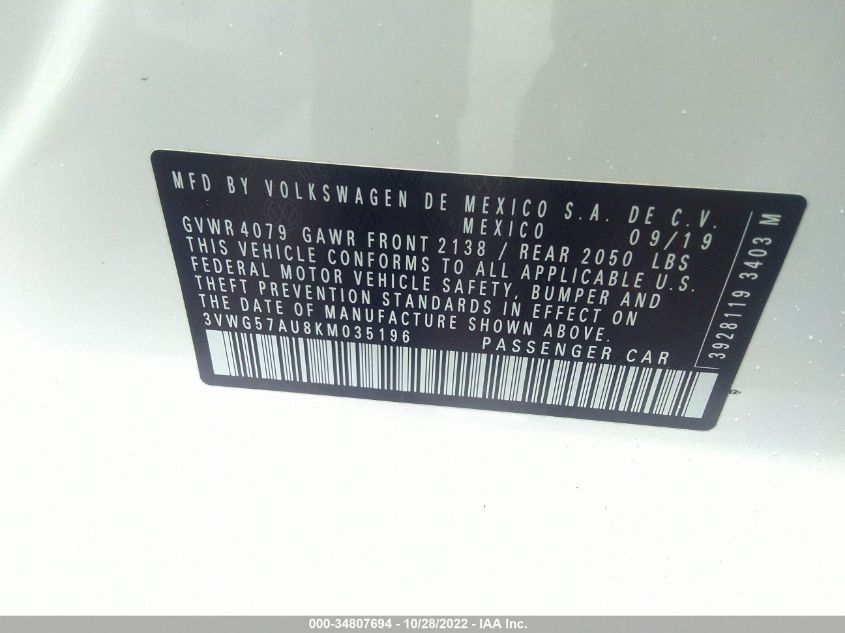 MFD BY VOLKSWAGEN DE MEXICO S.A. DE C.V.
MEXICO 09/19
GVWR 4079 GAWR FRONT 2138 / REAR 2050 LBS
THIS VEHICLE CONFORMS TO ALL APPLICABLE U.S.
FEDERAL MOTOR VEHICLE SAFETY, BUMPER AND
THEFT PREVENTION STANDARDS IN EFFECT ON
THE DATE OF MANUFACTURE SHOWN ABOVE.
3VWG57AU8KM035196 PASSENGER CAR
3928119 3403 M
000-34807694 - 10/28/2022 - IAA Inc.